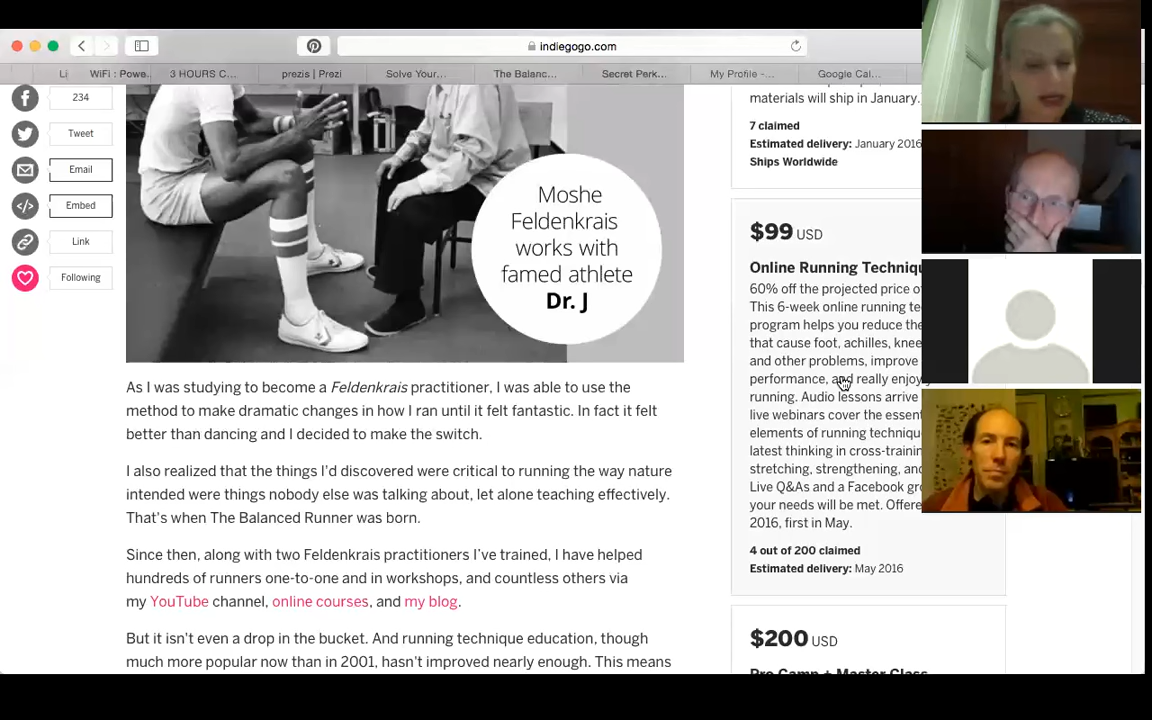 indiegogo.com
Li
WiFi : Powe...
3 HOURS C...
prezis | Prezi
Solve Your...
The Balanc...
Secret Perk...
My Profile -...
Google Cal...
234
Tweet
Email
Embed
Link
Following
Moshe
Feldenkrais
works with
famed athlete
Dr. J
As I was studying to become a Feldenkrais practitioner, I was able to use the
method to make dramatic changes in how I ran until it felt fantastic. In fact it felt
better than dancing and I decided to make the switch.
I also realized that the things I'd discovered were critical to running the way nature
intended were things nobody else was talking about, let alone teaching effectively.
That's when The Balanced Runner was born.
Since then, along with two Feldenkrais practitioners I've trained, I have helped
hundreds of runners one-to-one and in workshops, and countless others via
my YouTube channel, online courses, and my blog.
But it isn't even a drop in the bucket. And running technique education, though
much more popular now than in 2001, hasn't improved nearly enough. This means
materials will ship in January.
7 claimed
Estimated delivery: January 2016
Ships Worldwide
$99 USD
Online Running Techniqu
60% off the projected price o
This 6-week online running te
program helps you reduce the
that cause foot, achilles, knee
and other problems, improve
performance, and really enjoy
running. Audio lessons arrive
live webinars cover the essen
elements of running technique
latest thinking in cross-trainin
stretching, strengthening, and
Live Q&As and a Facebook gr
your needs will be met. Offere
2016, first in May.
4 out of 200 claimed
Estimated delivery: May 2016
$200 USD
Pro Camp + Master Class